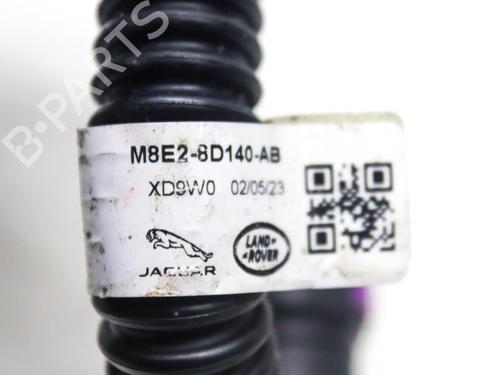 B-PARTS
M8E2-8D140-AB
XD9W0 02/05/23
JAGUAR
LAND
ROVER